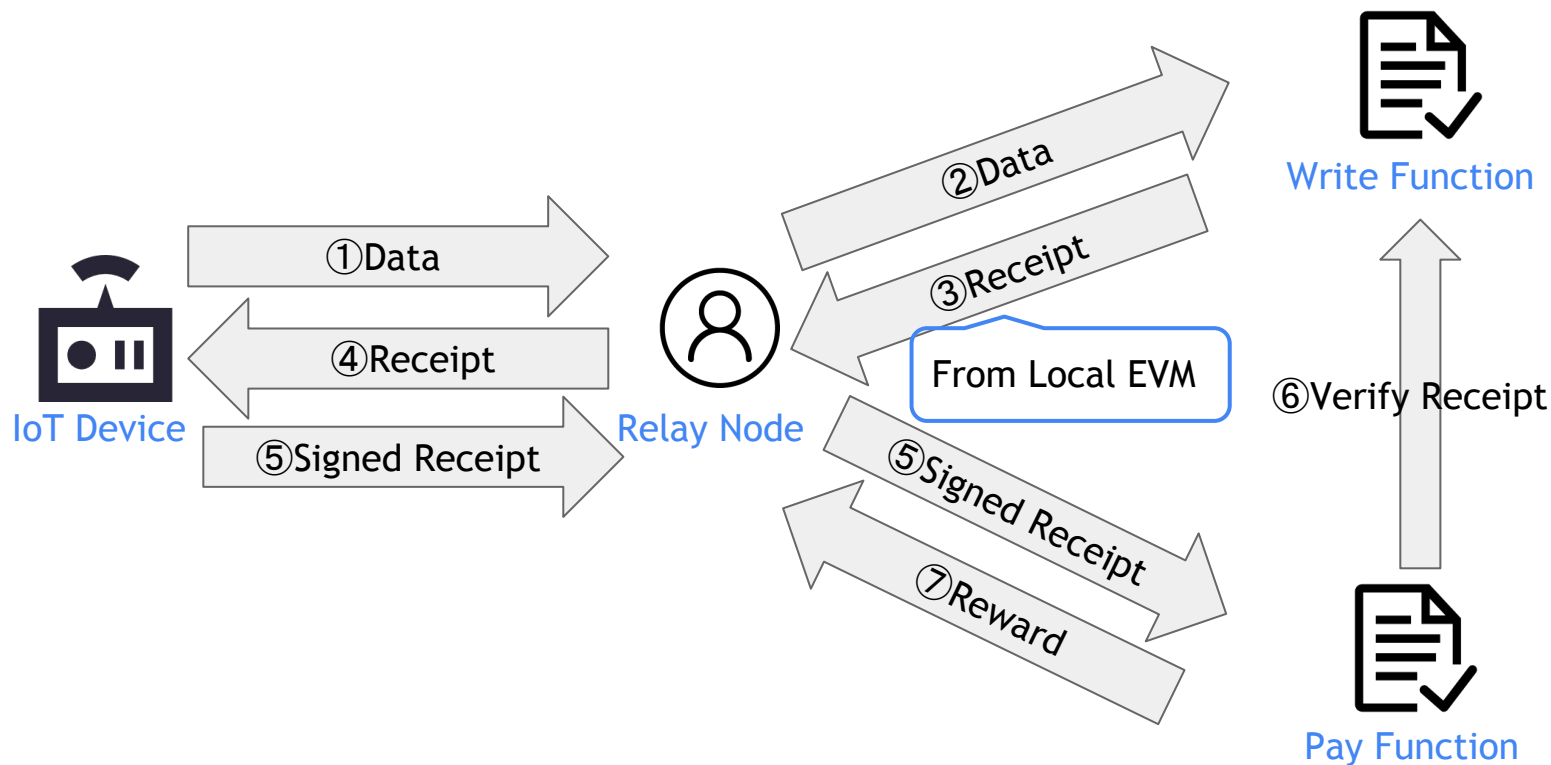 ②Data
Write Function
①Data
③Receipt
④Receipt
From Local EVM
⑥Verify Receipt
IoT Device
Relay Node
⑤Signed Receipt
⑤Signed Receipt
⑦Reward
Pay Function